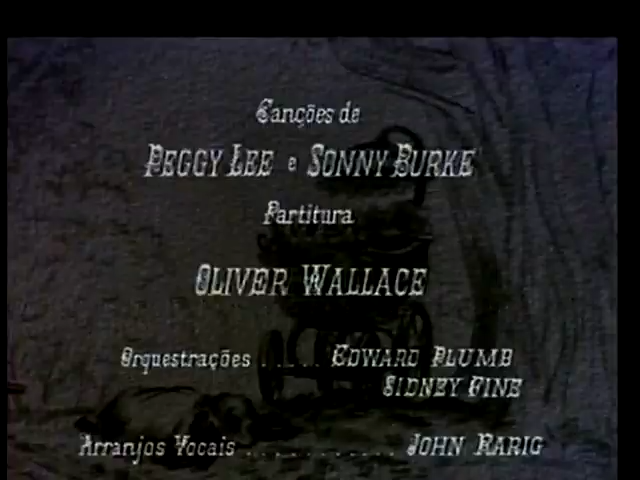 Canções de
PEGGY LEE e SONNY BURKE
Partitura
OLIVER WALLACE
Orquestrações ..... EDWARD PLUMB
SIDNEY FINE
Arranjos Vocais ............ JOHN RARIG